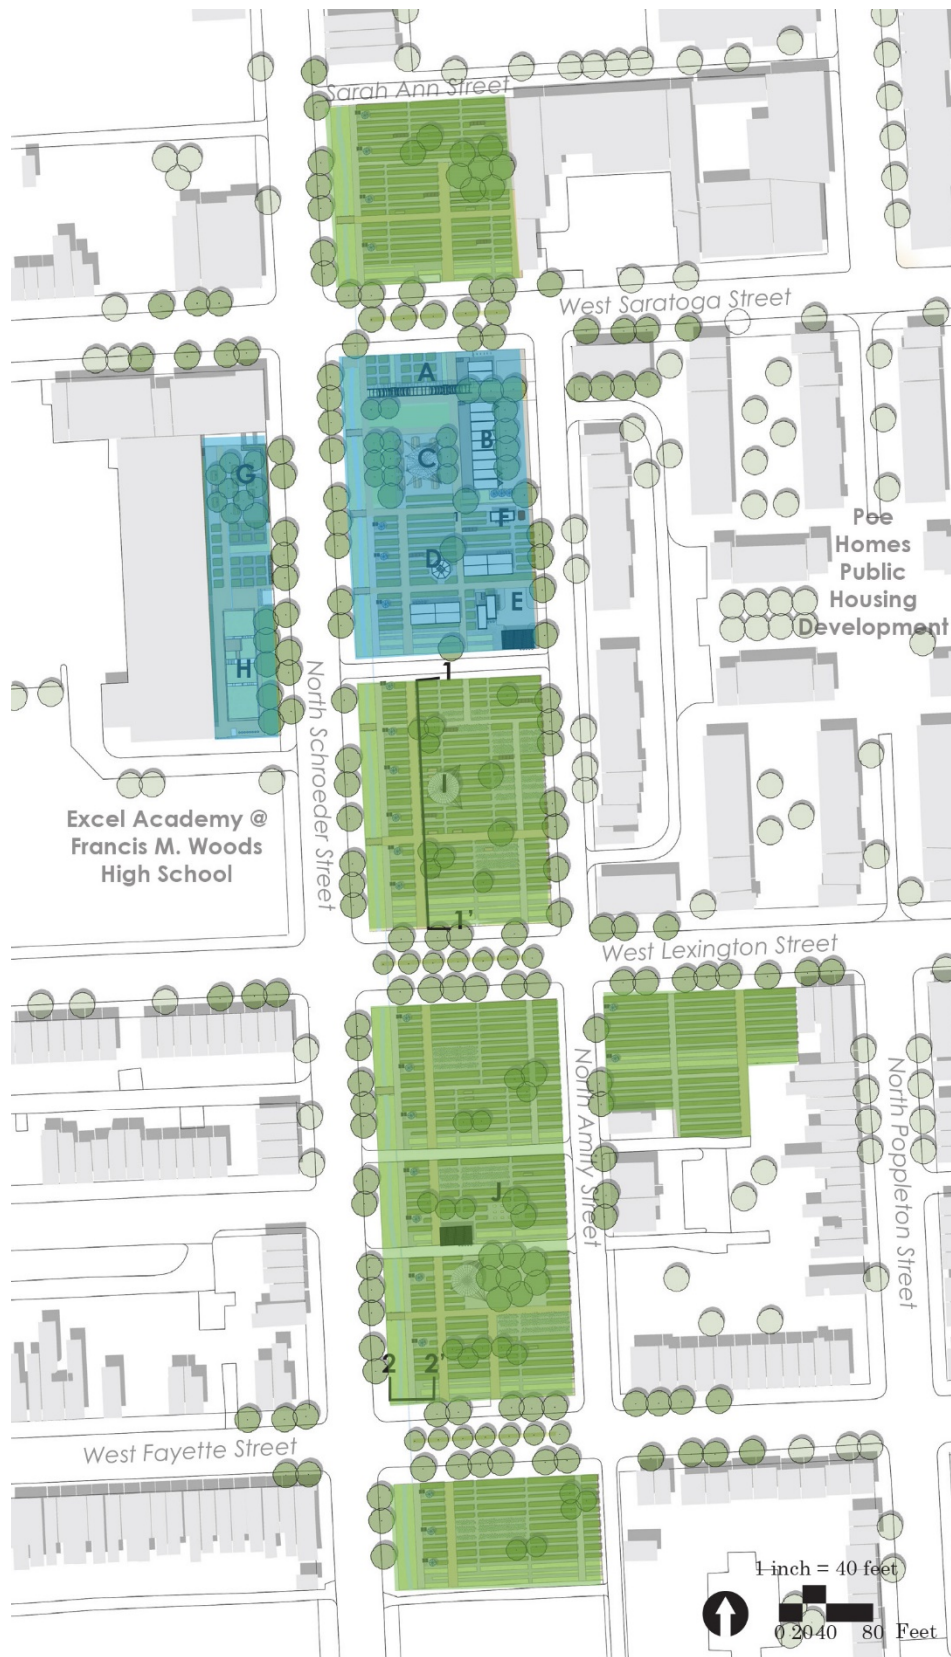 Sarah Ann Street
West Saratoga Street
A
B
C
G
F
Poe
Homes
Public
Housing
Development
D
E
H
1
North Schroeder Street
I
Excel Academy @
Francis M. Woods
High School
1'
West Lexington Street
North Amity Street
North Poppleton Street
J
2 2'
West Fayette Street
1 inch = 40 feet
0 20 40 80 Feet